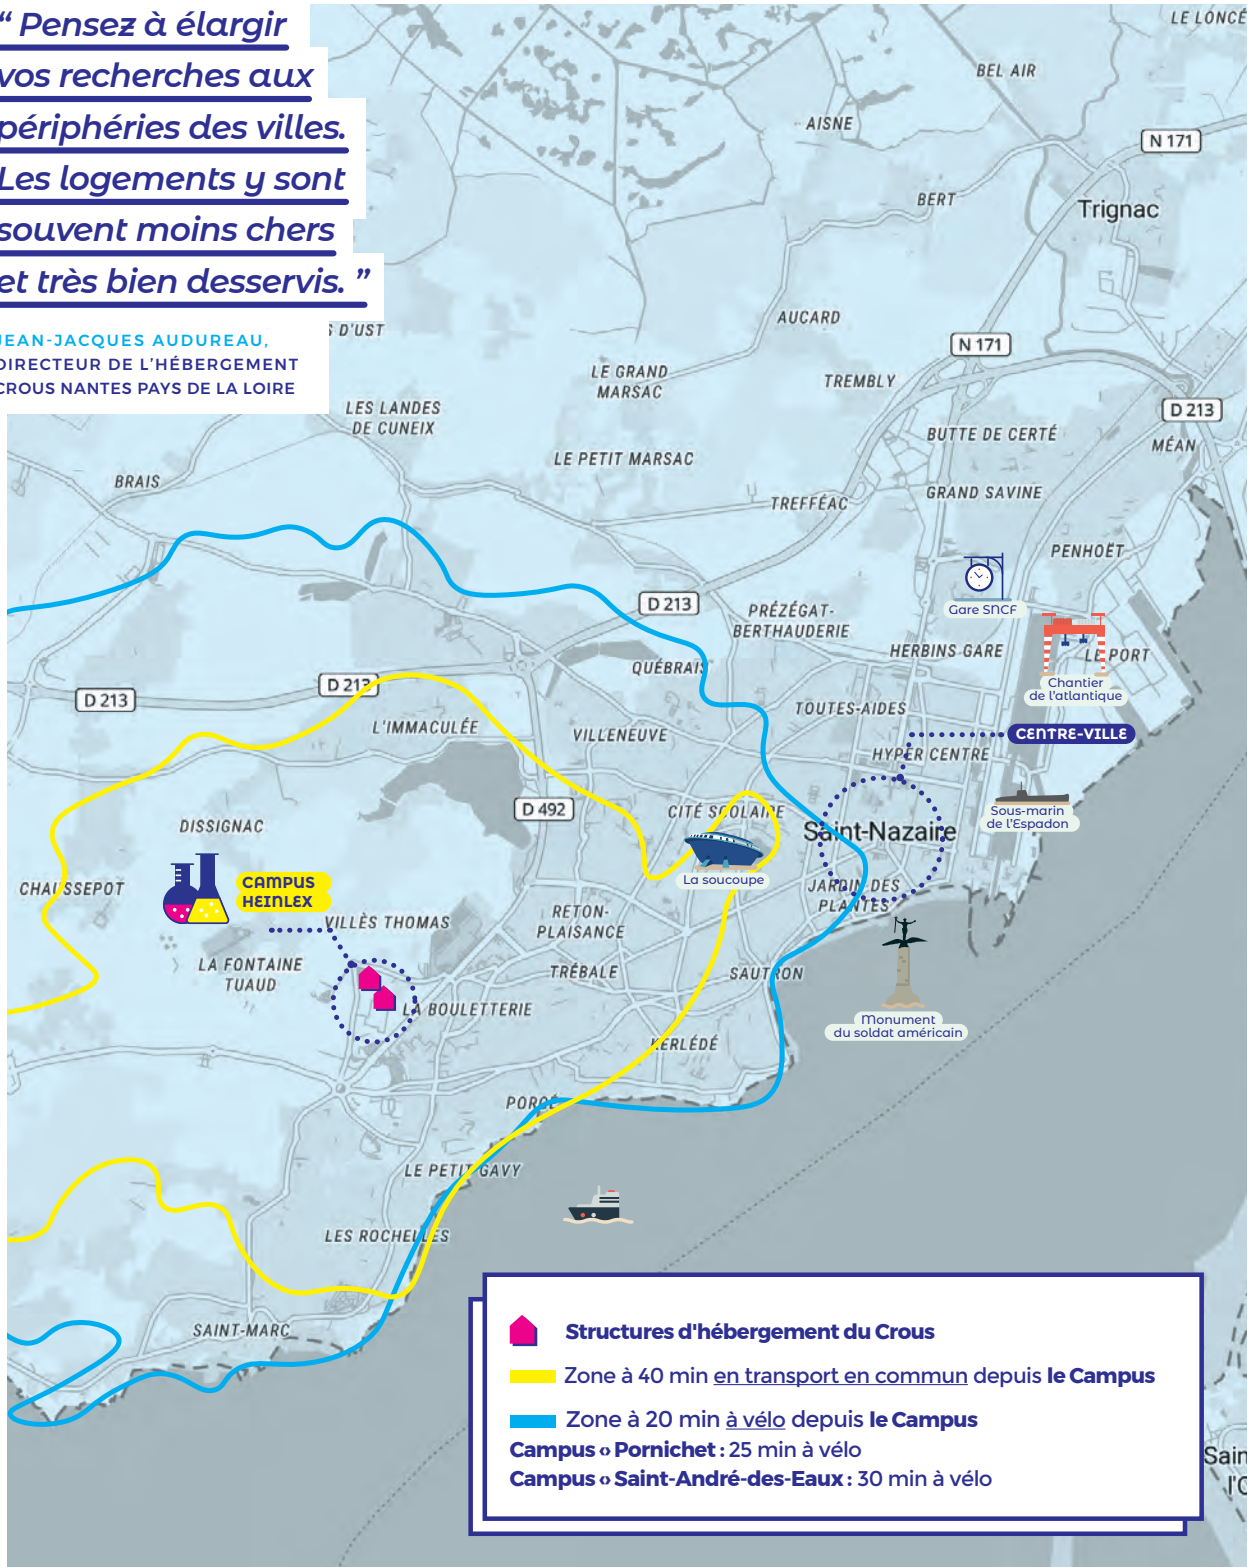 “ Pensez à élargir
vos recherches aux
périphéries des villes.
Les logements y sont
souvent moins chers
et très bien desservis. ”
JEAN-JACQUES AUDUREAU,
DIRECTEUR DE L’HÉBERGEMENT
CROUS NANTES PAYS DE LA LOIRE
LE LONCÉ
BEL AIR
AISNE
N 171
BERT
Trignac
D'UST
AUCARD
N 171
LE GRAND
MARSAC
TREMBLY
LES LANDES
DE CUNEIX
D 213
BUTTE DE CERTÉ
MÉAN
LE PETIT MARSAC
BRAIS
TREFFÉAC
GRAND SAVINE
PENHOËT
Gare SNCF
D 213
PRÉZÉGAT-
BERTHAUDERIE
HERBINS GARE
LE PORT
QUÉBRAIS
Chantier
de l’atlantique
D 213
D 213
TOUTES-AIDES
L'IMMACULÉE
VILLENEUVE
CENTRE-VILLE
HYPER CENTRE
D 492
CITÉ SCOLAIRE
Sous-marin
de l’Espadon
DISSIGNAC
Saint-Nazaire
La soucoupe
CHAUSSEPOT
CAMPUS
HEINLEX
JARDIN DES
PLANTES
VILLÈS THOMAS
RETON-
PLAISANCE
LA FONTAINE
TUAUD
TRÉBALE
SAUTRON
LA BOULETTERIE
Monument
du soldat américain
KERLÉDÉ
PORCÉ
LE PETIT GAVY
LES ROCHELLES
SAINT-MARC
Structures d'hébergement du Crous
Zone à 40 min en transport en commun depuis le Campus
Zone à 20 min à vélo depuis le Campus
Campus ‹› Pornichet : 25 min à vélo
Campus ‹› Saint-André-des-Eaux : 30 min à vélo
Sain
l'O